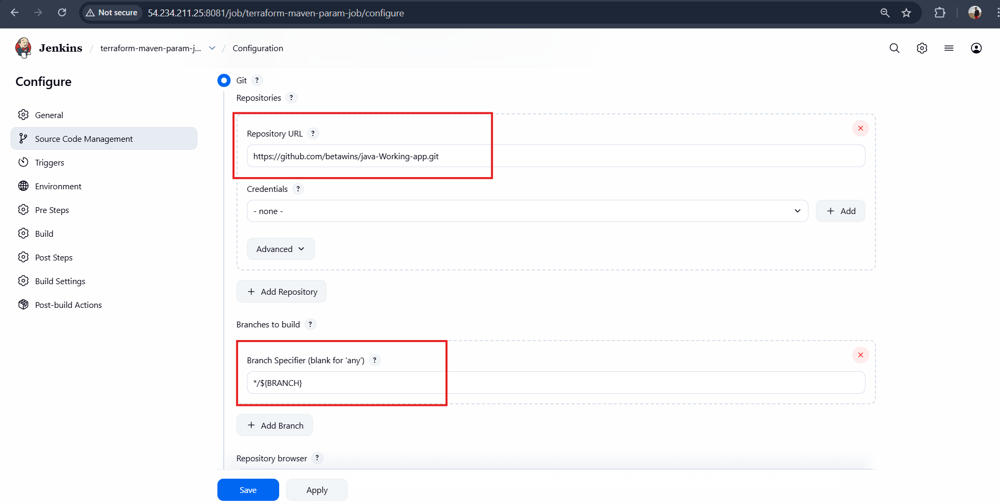 Not secure 54.234.211.25:8081/job/terraform-maven-param-job/configure
Jenkins / terraform-maven-param-j... / Configuration
Configure
General
Source Code Management
Triggers
Environment
Pre Steps
Build
Post Steps
Build Settings
Post-build Actions
Git ?
Repositories ?
Repository URL ?
https://github.com/betawins/java-Working-app.git
Credentials ?
- none -
+ Add
Advanced
+ Add Repository
Branches to build ?
Branch Specifier (blank for 'any') ?
*/${BRANCH}
+ Add Branch
Repository browser ?
Save
Apply